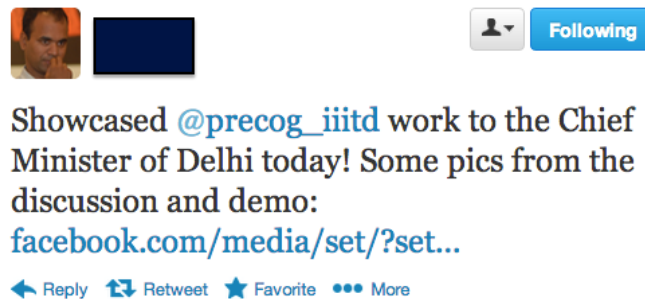 Following
Showcased @precog_iiitd work to the Chief
Minister of Delhi today! Some pics from the
discussion and demo:
facebook.com/media/set/?set...
Reply Retweet Favorite More